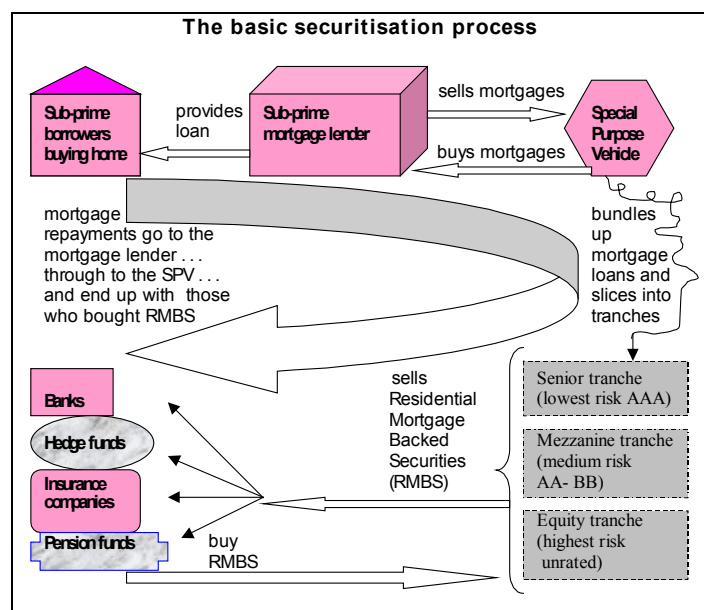 The basic securitisation process
Sub-prime
borrowers
buying home
provides
loan
Sub-prime
mortgage lender
sells mortgages
buys mortgages
Special
Purpose
Vehicle
mortgage
repayments go to the
mortgage lender . . .
through to the SPV . . .
and end up with those
who bought RMBS
bundles
up
mortgage
loans and
slices into
tranches
Senior tranche
(lowest risk AAA)
Mezzanine tranche
(medium risk
AA- BB)
Equity tranche
(highest risk
unrated)
sells
Residential
Mortgage
Backed
Securities
(RMBS)
Banks
Hedge funds
Insurance
companies
Pension funds
buy
RMBS